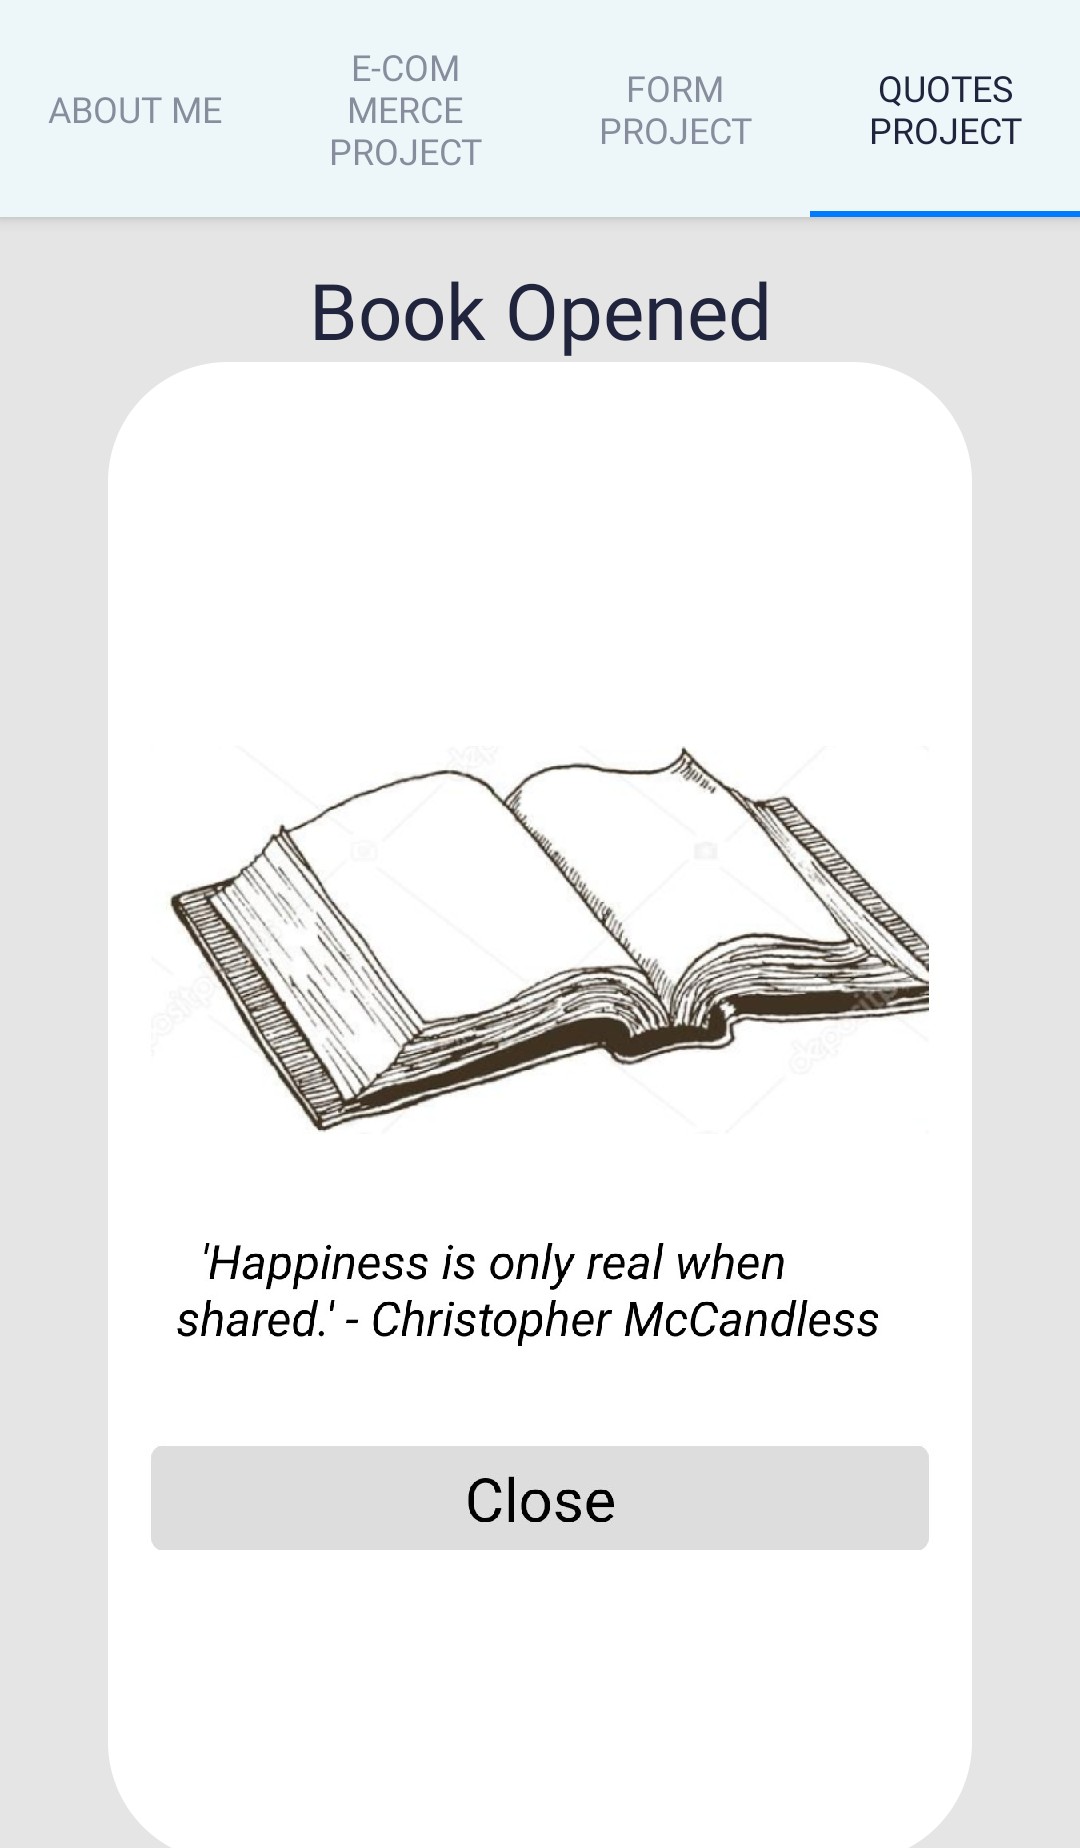 ABOUT ME
E-COM
MERCE
PROJECT
FORM
PROJECT
QUOTES
PROJECT
Book Opened
'Happiness is only real when
shared.' - Christopher McCandless
Close